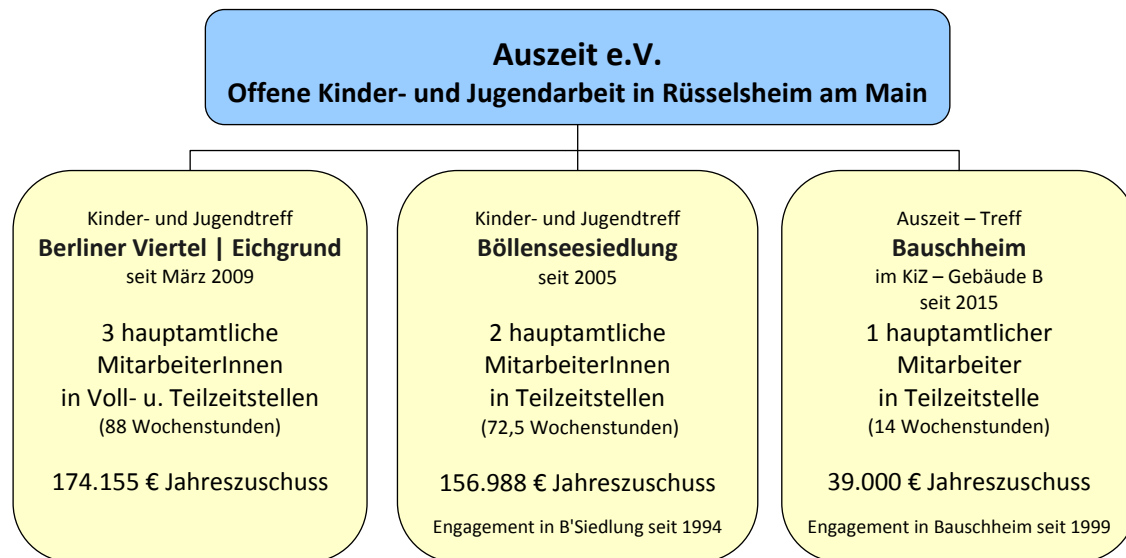 Auszeit e.V.
Offene Kinder- und Jugendarbeit in Rüsselsheim am Main
Kinder- und Jugendtreff
Berliner Viertel | Eichgrund
seit März 2009
3 hauptamtliche
MitarbeiterInnen
in Voll- u. Teilzeitstellen
(88 Wochenstunden)
174.155 € Jahreszuschuss
Kinder- und Jugendtreff
Böllenseesiedlung
seit 2005
2 hauptamtliche
MitarbeiterInnen
in Teilzeitstellen
(72,5 Wochenstunden)
156.988 € Jahreszuschuss
Engagement in B'Siedlung seit 1994
Auszeit – Treff
Bauschheim
im KiZ – Gebäude B
seit 2015
1 hauptamtlicher
Mitarbeiter
in Teilzeitstelle
(14 Wochenstunden)
39.000 € Jahreszuschuss
Engagement in Bauschheim seit 1999